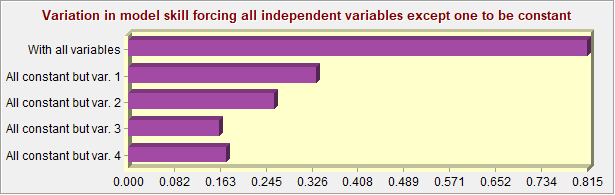 Variation in model skill forcing all independent variables except one to be constant
With all variables
All constant but var. 1
All constant but var. 2
All constant but var. 3
All constant but var. 4
0.000 0.082 0.163 0.245 0.326 0.408 0.489 0.571 0.652 0.734 0.815